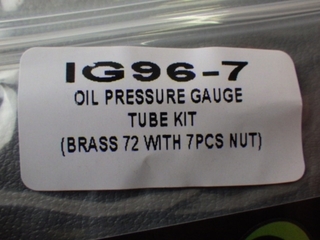 IG96-7
OIL PRESSURE GAUGE
TUBE KIT
(BRASS 72 WITH 7PCS NUT)